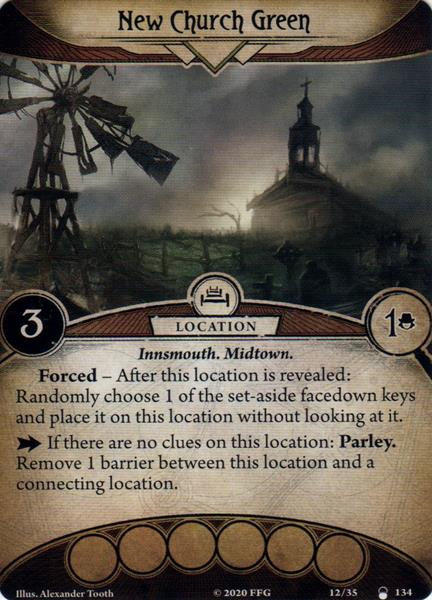 New Church Green
3
LOCATION
1
Innsmouth. Midtown.
Forced – After this location is revealed:
Randomly choose 1 of the set-aside facedown keys
and place it on this location without looking at it.
If there are no clues on this location: Parley.
Remove 1 barrier between this location and a
connecting location.
Illus. Alexander Tooth © 2020 FFG 12/35 134